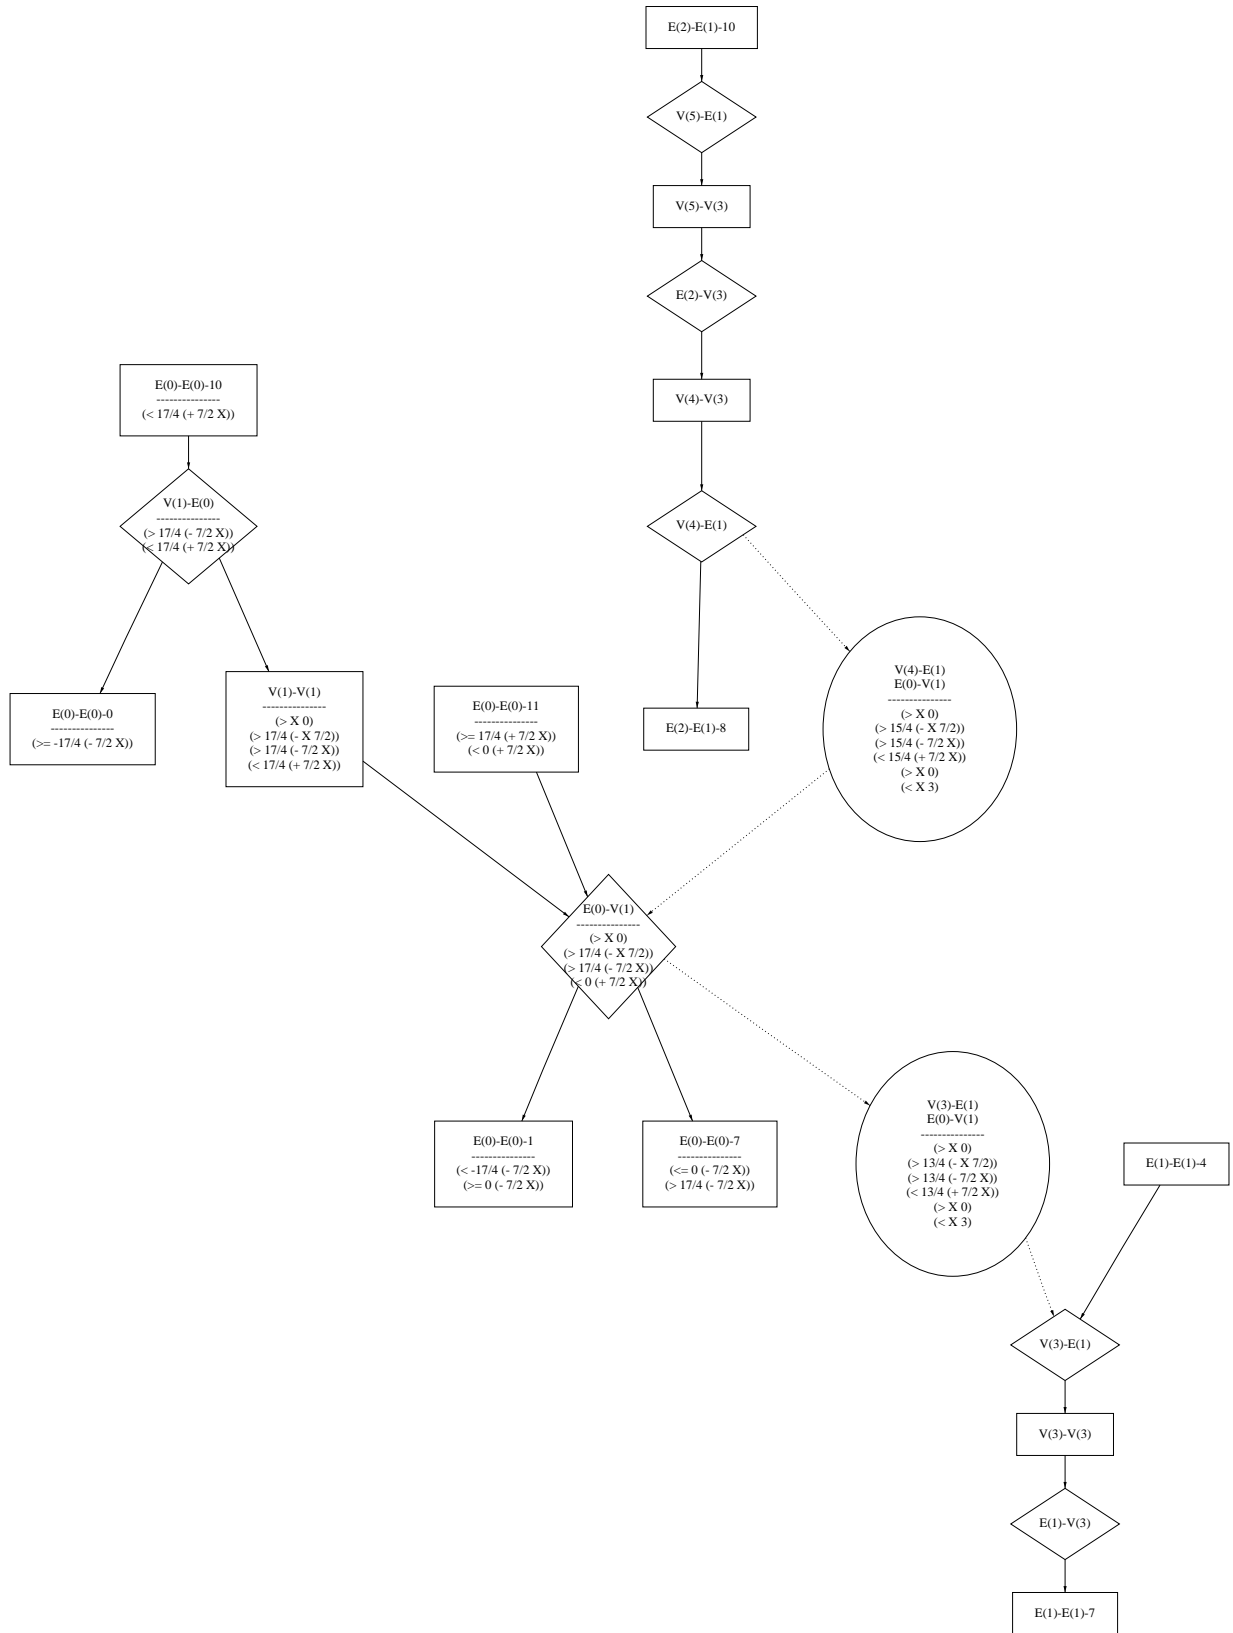 E(2)-E(1)-10
V(5)-E(1)
V(5)-V(3)
E(2)-V(3)
E(0)-E(0)-10
---------------
(< 17/4 (+ 7/2 X))
V(4)-V(3)
V(1)-E(0)
---------------
(> 17/4 (- 7/2 X))
(< 17/4 (+ 7/2 X))
V(4)-E(1)
E(0)-E(0)-0
---------------
(>= -17/4 (- 7/2 X))
V(1)-V(1)
---------------
(> X 0)
(> 17/4 (- X 7/2))
(> 17/4 (- 7/2 X))
(< 17/4 (+ 7/2 X))
E(0)-E(0)-11
---------------
(>= 17/4 (+ 7/2 X))
(< 0 (+ 7/2 X))
E(2)-E(1)-8
V(4)-E(1)
E(0)-V(1)
---------------
(> X 0)
(> 15/4 (- X 7/2))
(> 15/4 (- 7/2 X))
(< 15/4 (+ 7/2 X))
(> X 0)
(< X 3)
E(0)-V(1)
---------------
(> X 0)
(> 17/4 (- X 7/2))
(> 17/4 (- 7/2 X))
(< 0 (+ 7/2 X))
E(0)-E(0)-1
---------------
(< -17/4 (- 7/2 X))
(>= 0 (- 7/2 X))
E(0)-E(0)-7
---------------
(<= 0 (- 7/2 X))
(> 17/4 (- 7/2 X))
V(3)-E(1)
E(0)-V(1)
---------------
(> X 0)
(> 13/4 (- X 7/2))
(> 13/4 (- 7/2 X))
(< 13/4 (+ 7/2 X))
(> X 0)
(< X 3)
E(1)-E(1)-4
V(3)-E(1)
V(3)-V(3)
E(1)-V(3)
E(1)-E(1)-7